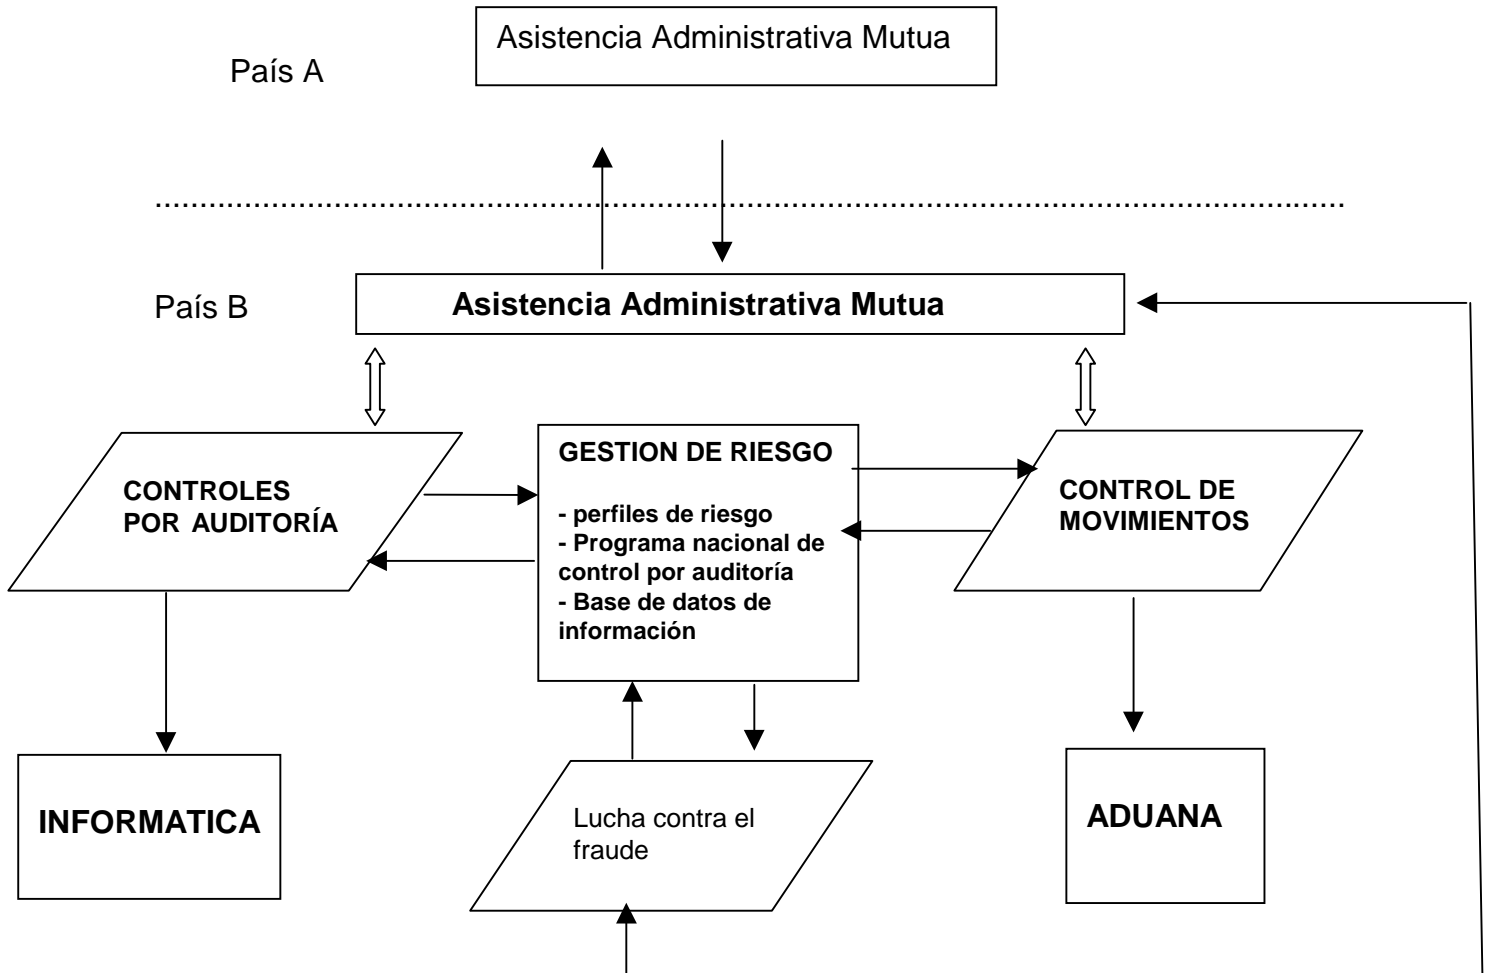 Asistencia Administrativa Mutua
País A
País B
Asistencia Administrativa Mutua
CONTROLES
POR AUDITORÍA
GESTION DE RIESGO
- perfiles de riesgo
- Programa nacional de
control por auditoría
- Base de datos de
información
CONTROL DE
MOVIMIENTOS
INFORMATICA
Lucha contra el
fraude
ADUANA